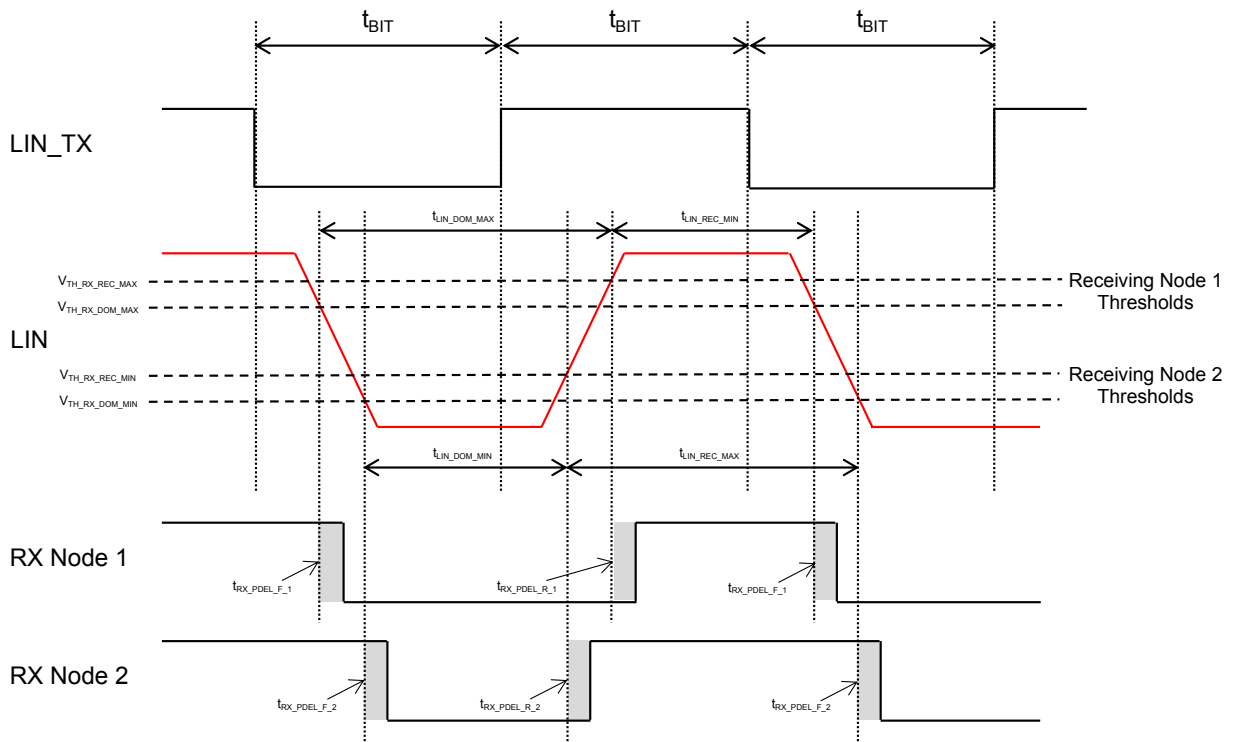 tBIT tBIT tBIT
LIN_TX
tLIN_DOM_MAX tLIN_REC_MIN
VTH_RX_REC_MAX
VTH_RX_DOM_MAX
Receiving Node 1
Thresholds
LIN
VTH_RX_REC_MIN
VTH_RX_DOM_MIN
Receiving Node 2
Thresholds
tLIN_DOM_MIN tLIN_REC_MAX
RX Node 1
tRX_PDEL_F_1 tRX_PDEL_R_1 tRX_PDEL_F_1
RX Node 2
tRX_PDEL_F_2 tRX_PDEL_R_2 tRX_PDEL_F_2